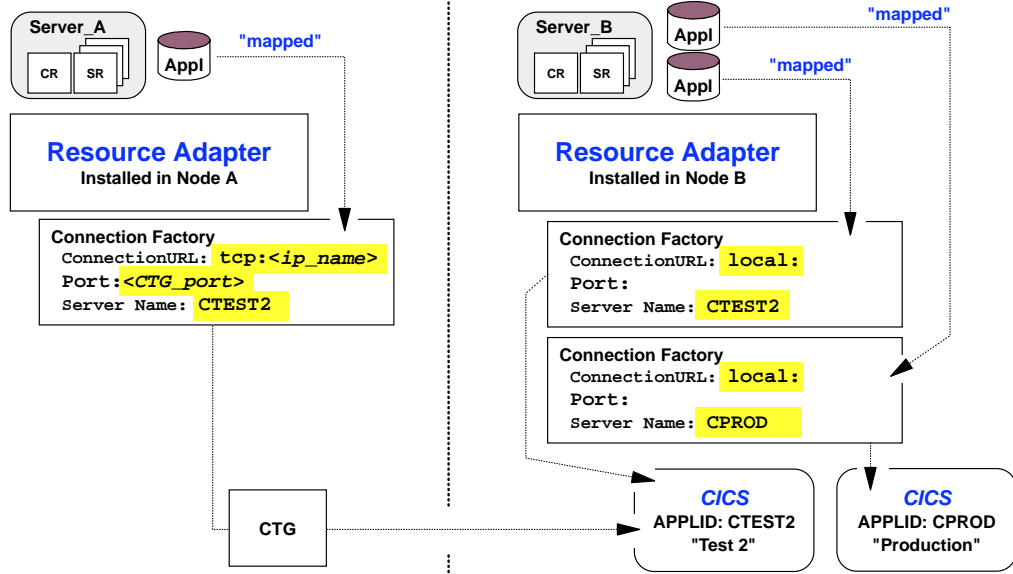 Server_A
CR
SR
Appl
"mapped"
Resource Adapter
Installed in Node A
Connection Factory
ConnectionURL: tcp:<ip_name>
Port:<CTG_port>
Server Name: CTEST2
CTG
Server_B
CR
SR
Appl
Appl
"mapped"
"mapped"
Resource Adapter
Installed in Node B
Connection Factory
ConnectionURL: local:
Port:
Server Name: CTEST2
Connection Factory
ConnectionURL: local:
Port:
Server Name: CPROD
CICS
APPLID: CTEST2
"Test 2"
CICS
APPLID: CPROD
"Production"